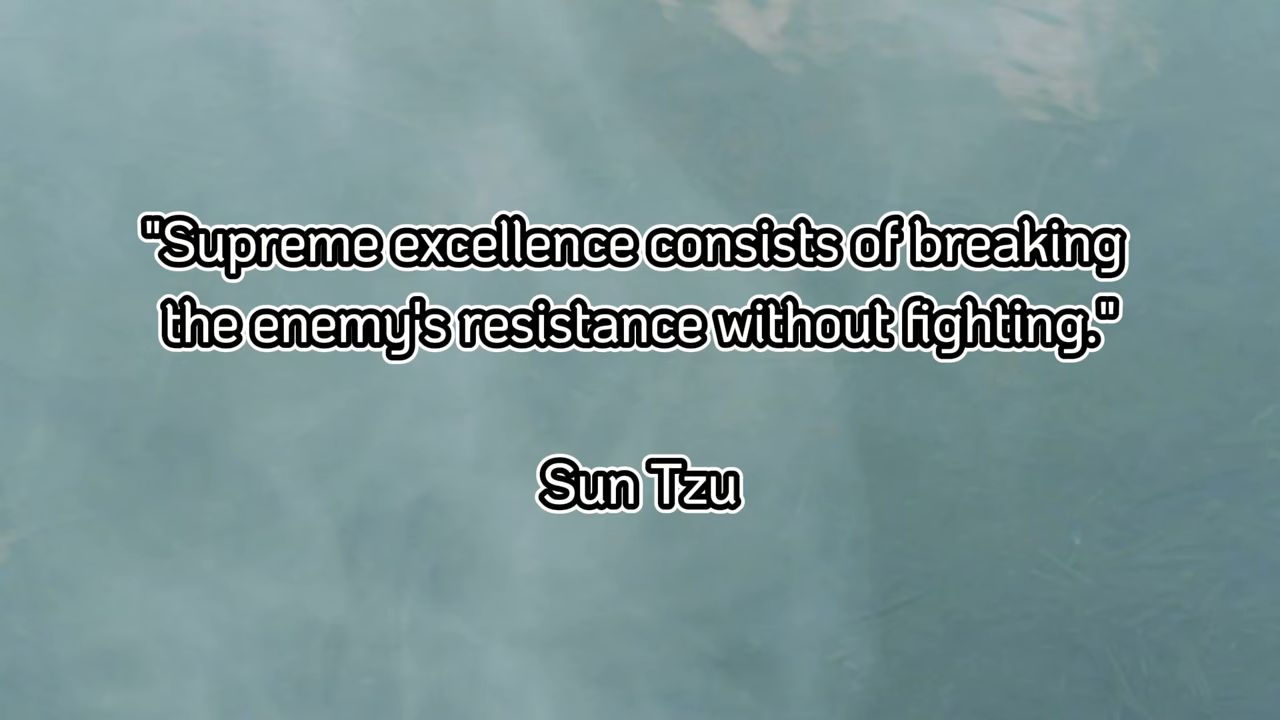 "Supreme excellence consists of breaking
the enemy's resistance without fighting."
Sun Tzu